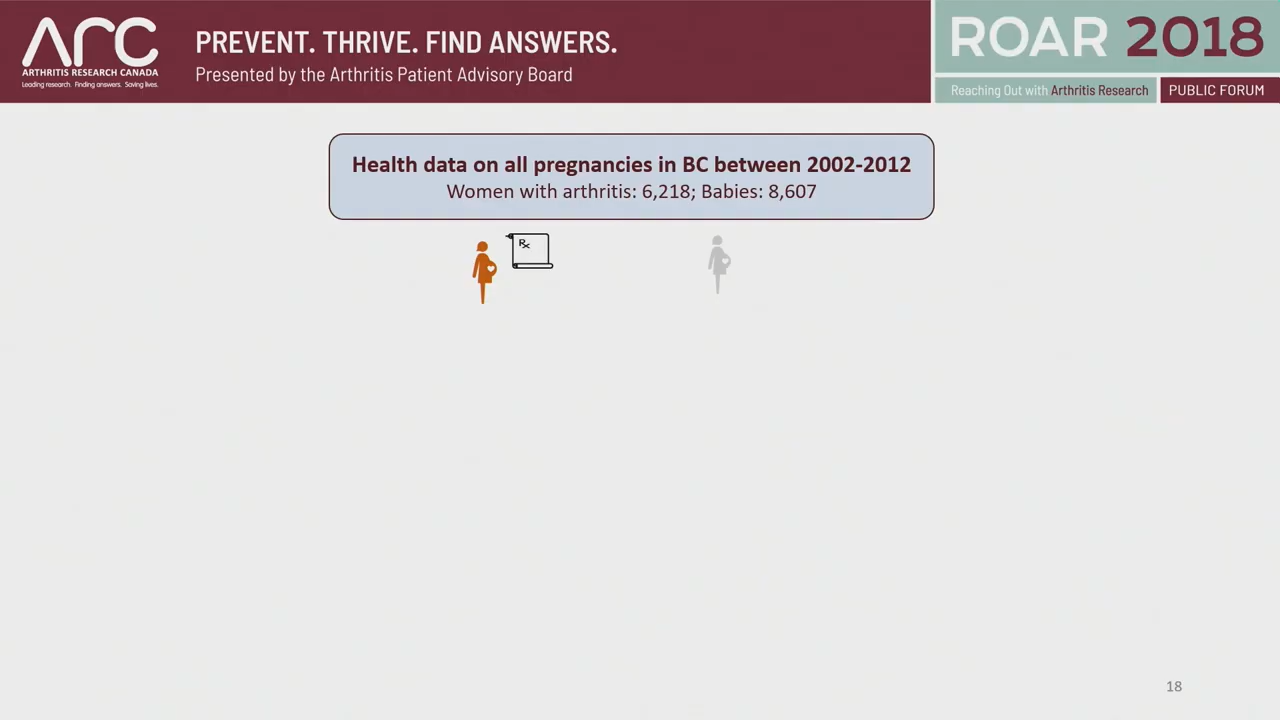 ARC
ARTHRITIS RESEARCH CANADA
Leading research. Finding answers. Saving lives.
PREVENT. THRIVE. FIND ANSWERS.
Presented by the Arthritis Patient Advisory Board
ROAR 2018
Reaching Out with Arthritis Research
PUBLIC FORUM
Health data on all pregnancies in BC between 2002-2012
Women with arthritis: 6,218; Babies: 8,607
Rx
18